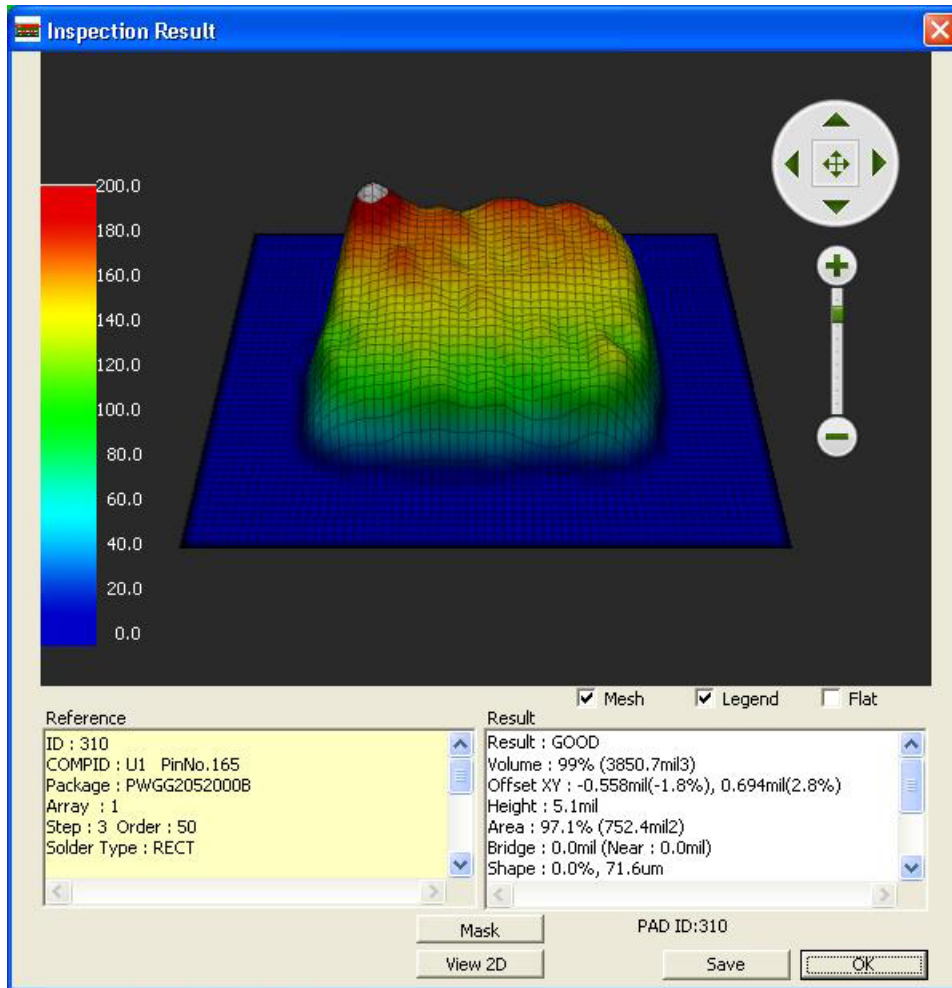 Inspection Result
200.0
180.0
160.0
140.0
120.0
100.0
80.0
60.0
40.0
20.0
0.0
Mesh
Legend
Flat
Reference
ID : 310
COMPID : U1 PinNo.165
Package : PWGG2052000B
Array : 1
Step : 3 Order : 50
Solder Type : RECT
Result
Result : GOOD
Volume : 99% (3850.7mil3)
Offset XY : -0.558mil(-1.8%), 0.694mil(2.8%)
Height : 5.1mil
Area : 97.1% (752.4mil2)
Bridge : 0.0mil (Near : 0.0mil)
Shape : 0.0%, 71.6um
Mask
PAD ID:310
View 2D
Save
OK